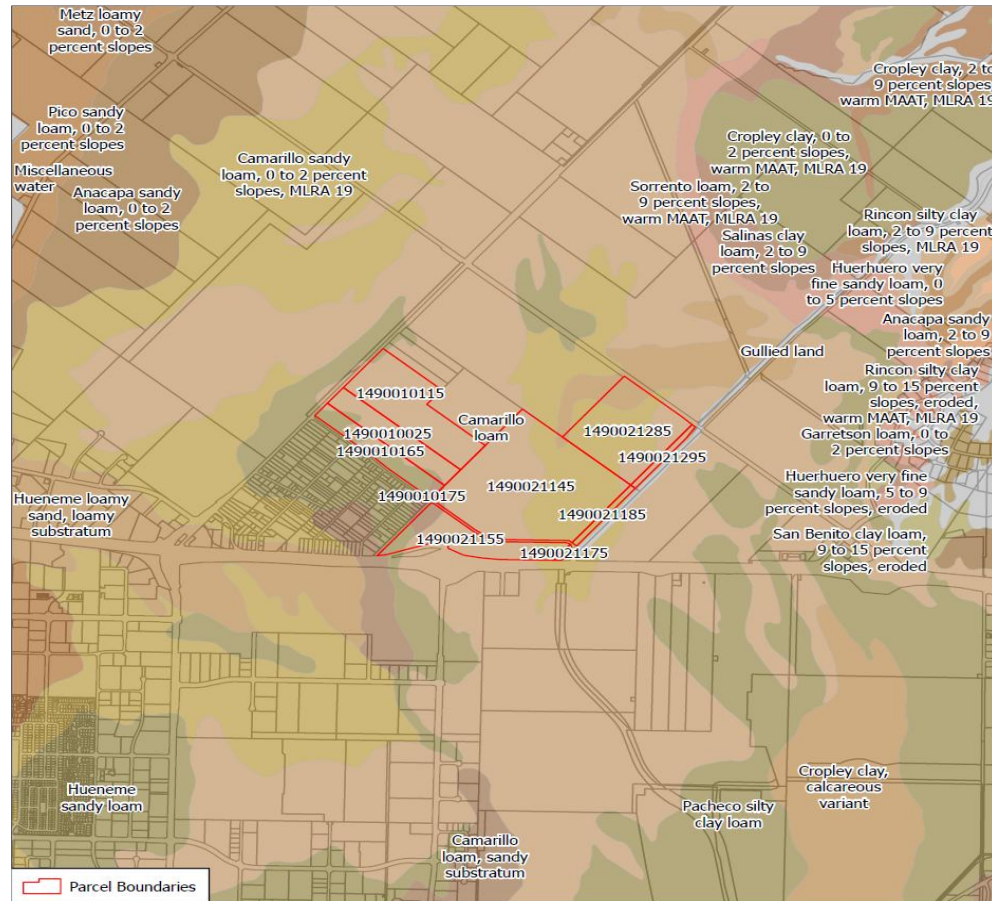 Metz loamy
sand, 0 to 2
percent slopes
Pico sandy
loam, 0 to 2
percent slopes
Miscellaneous
water
Anacapa sandy
loam, 0 to 2
percent slopes
Camarillo sandy
loam, 0 to 2 percent
slopes, MLRA 19
Cropley clay, 2 to
9 percent slopes,
warm MAAT, MLRA 19
Cropley clay, 0 to
2 percent slopes,
warm MAAT, MLRA 19
Sorrento loam, 2 to
9 percent slopes,
warm MAAT, MLRA 19
Salinas clay
loam, 2 to 9
percent slopes
Rincon silty clay
loam, 2 to 9 percent
slopes, MLRA 19
Huerhuero very
fine sandy loam, 0
to 5 percent slopes
Anacapa sandy
loam, 2 to 9
percent slopes
Gullied land
Rincon silty clay
loam, 9 to 15 percent
slopes, eroded,
warm MAAT, MLRA 19
Garretson loam, 0 to
2 percent slopes
Huerhuero very fine
sandy loam, 5 to 9
percent slopes, eroded
San Benito clay loam,
9 to 15 percent
slopes, eroded
1490010115
Camarillo
loam
1490010025
1490010165
1490021285
1490021295
1490010175
1490021145
1490021185
1490021155
1490021175
Hueneme loamy
sand, loamy
substratum
Hueneme
sandy loam
Camarillo
loam, sandy
substratum
Pacheco silty
clay loam
Cropley clay,
calcareous
variant
Parcel Boundaries